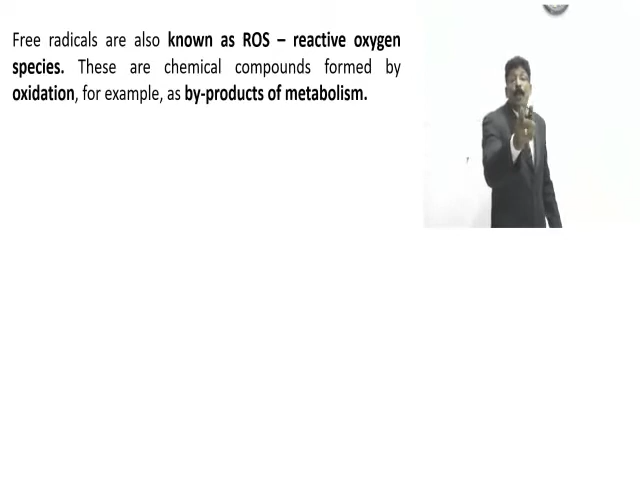 Free radicals are also known as ROS – reactive oxygen
species. These are chemical compounds formed by
oxidation, for example, as by-products of metabolism.